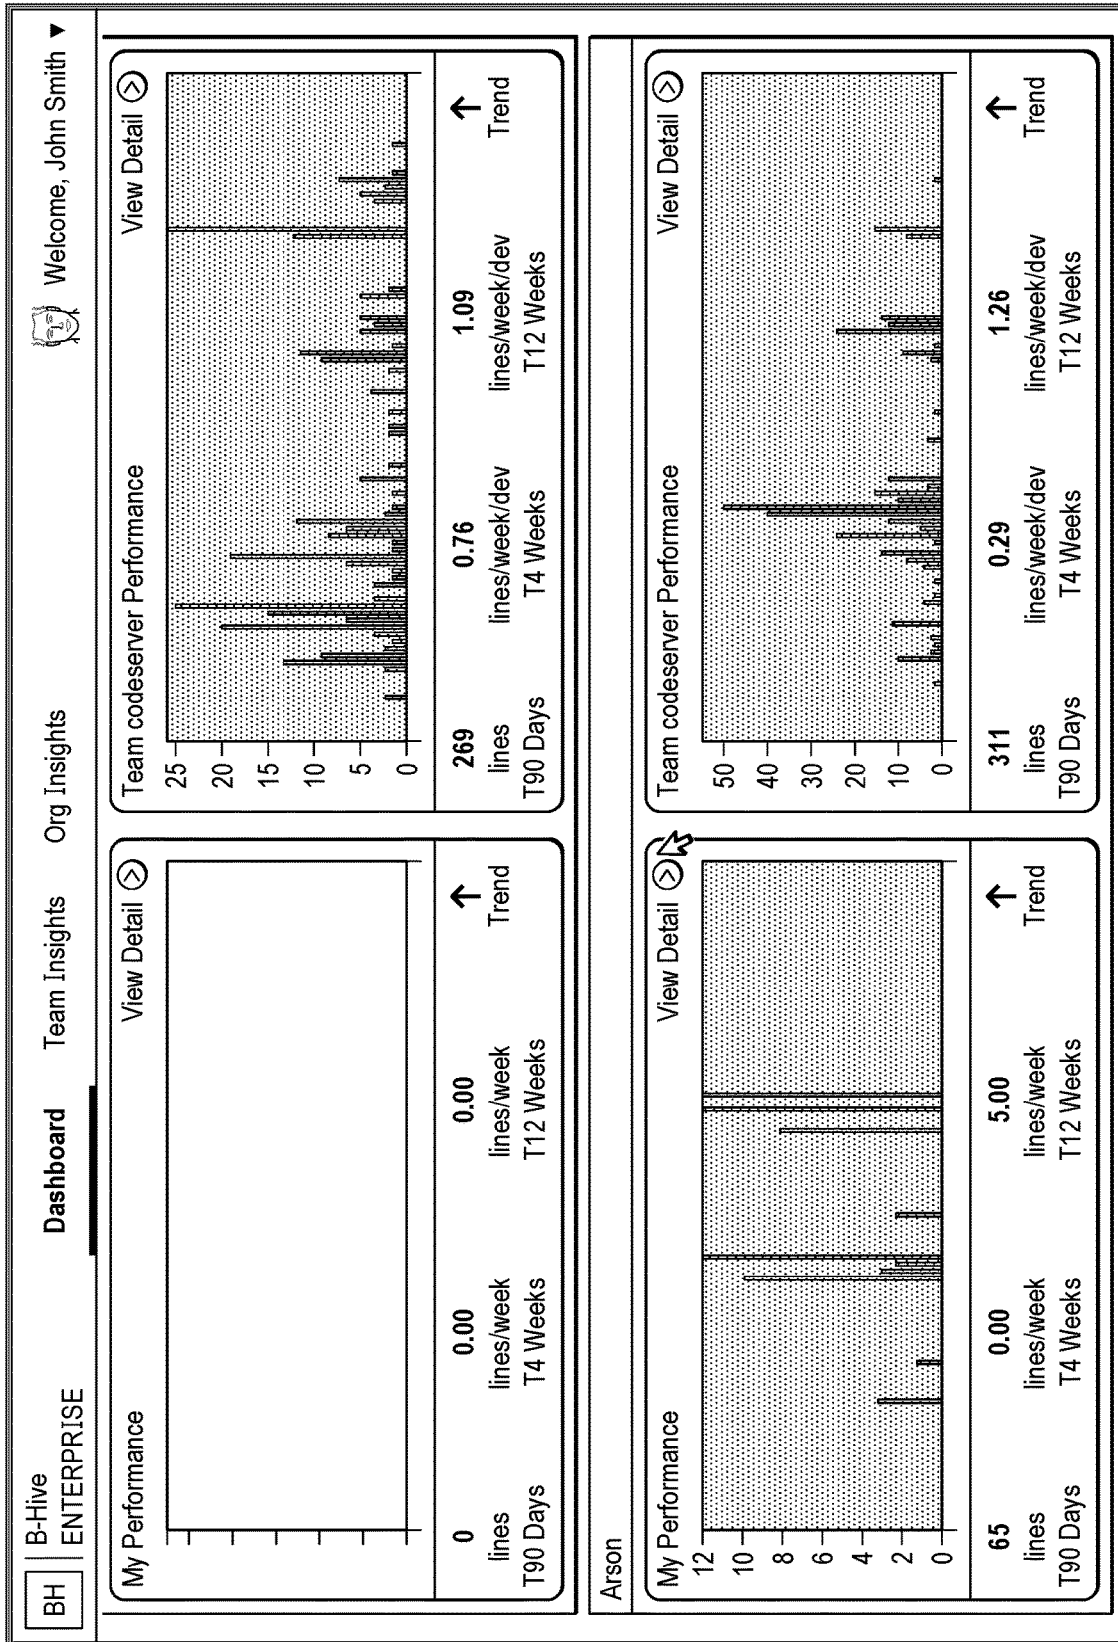 BH
B-Hive
ENTERPRISE
Dashboard
Team Insights
Org Insights
Welcome, John Smith ▼
My Performance
View Detail
0
lines
T90 Days
0.00
lines/week
T4 Weeks
0.00
lines/week
T12 Weeks
Trend
Team codeserver Performance
View Detail
25
20
15
10
5
0
269
lines
T90 Days
0.76
lines/week/dev
T4 Weeks
1.09
lines/week/dev
T12 Weeks
Trend
Arson
My Performance
View Detail
12
10
8
6
4
2
0
65
lines
T90 Days
0.00
lines/week
T4 Weeks
5.00
lines/week
T12 Weeks
Trend
Team codeserver Performance
View Detail
50
40
30
20
10
0
311
lines
T90 Days
0.29
lines/week/dev
T4 Weeks
1.26
lines/week/dev
T12 Weeks
Trend